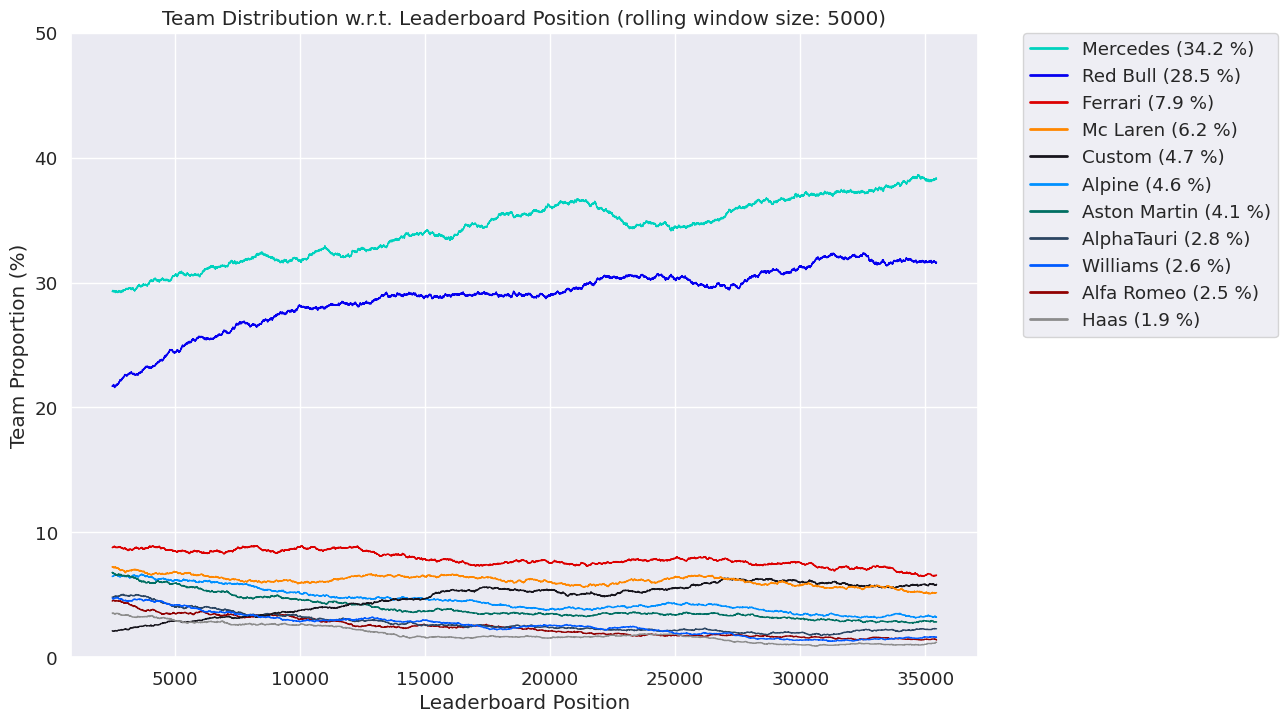 Team Distribution w.r.t. Leaderboard Position (rolling window size: 5000)
Team Proportion (%)
50
40
30
20
10
0
5000 10000 15000 20000 25000 30000 35000
Leaderboard Position
Mercedes (34.2 %)
Red Bull (28.5 %)
Ferrari (7.9 %)
Mc Laren (6.2 %)
Custom (4.7 %)
Alpine (4.6 %)
Aston Martin (4.1 %)
AlphaTauri (2.8 %)
Williams (2.6 %)
Alfa Romeo (2.5 %)
Haas (1.9 %)